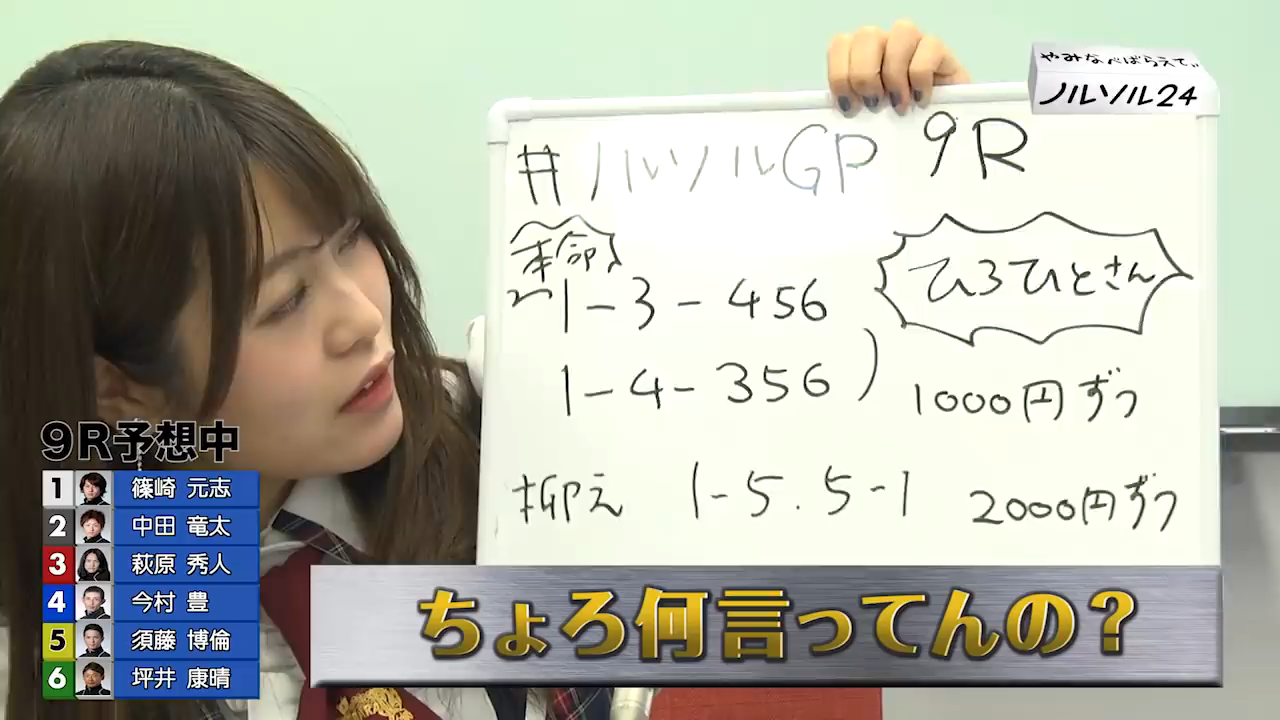 やみなべばらえてぃ
ノルソル24
#ノルソルGP 9R
本命
1-3-456
ひろひとさん
1-4-356) 1000円ずつ
抑え 1-5.5-1 2000円ずつ
9R予想中
1 篠崎 元志
2 中田 竜太
3 萩原 秀人
4 今村 豊
5 須藤 博倫
6 坪井 康晴
ちょろ何言ってんの？